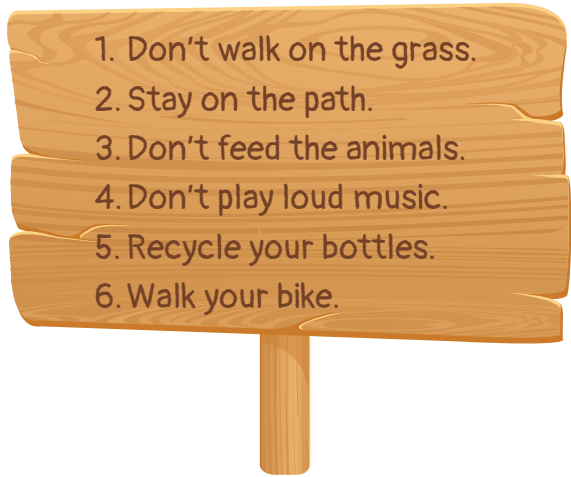 1. Don't walk on the grass.
2. Stay on the path.
3. Don't feed the animals.
4. Don't play loud music.
5. Recycle your bottles.
6. Walk your bike.